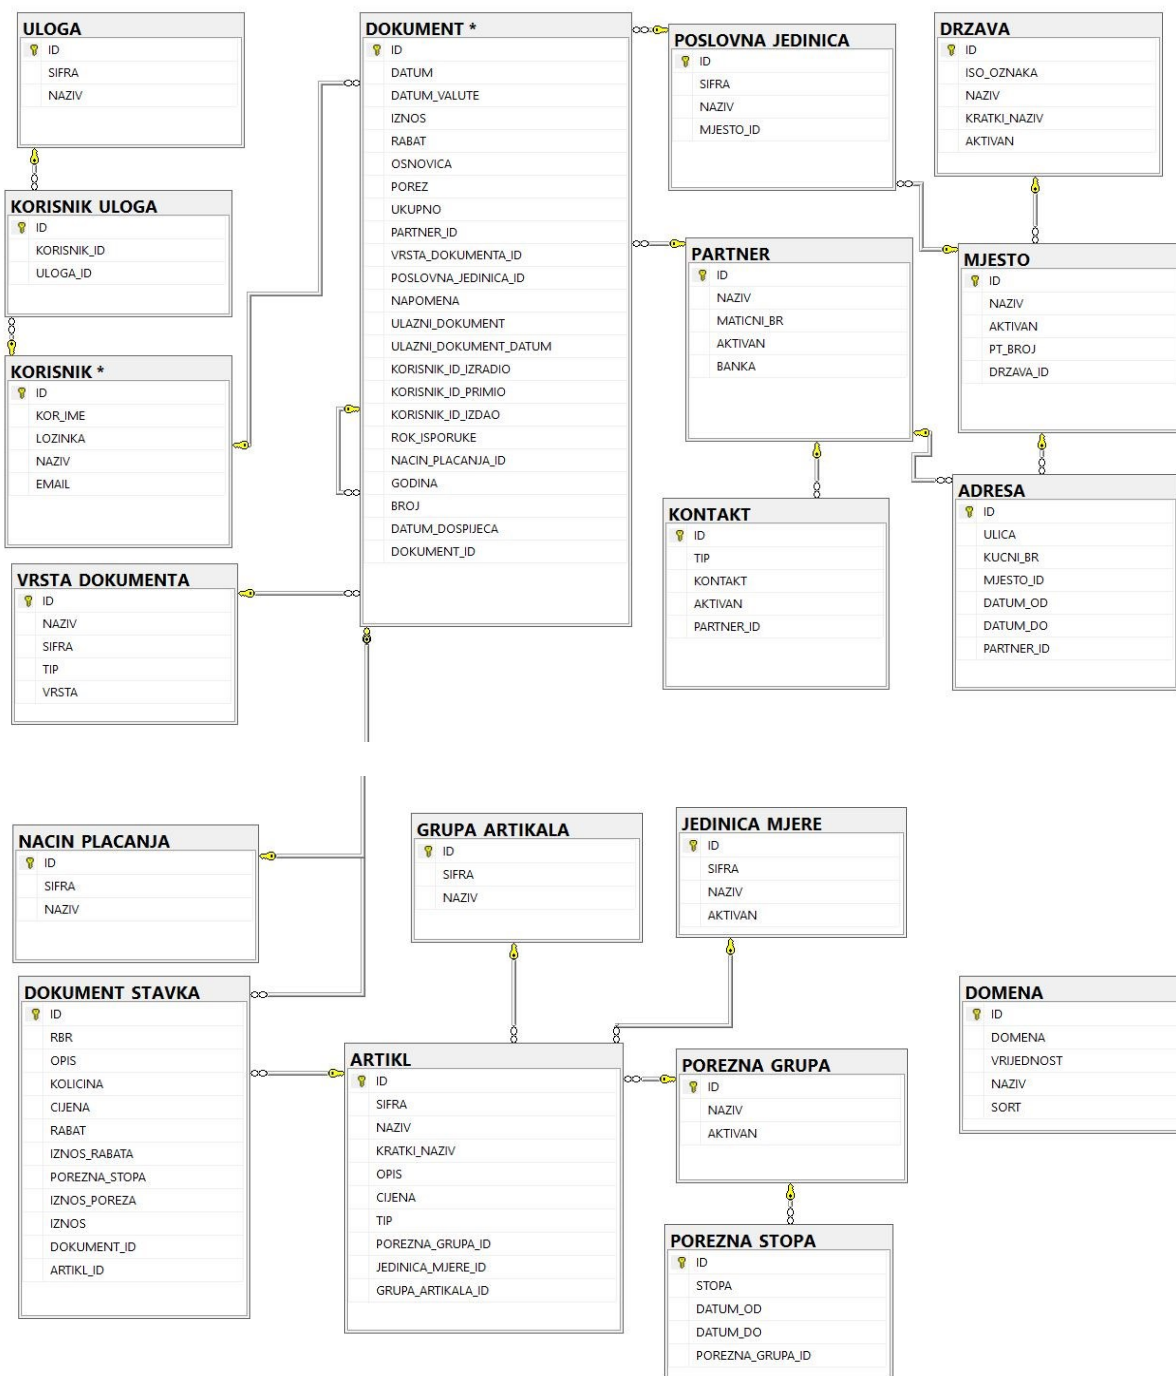 ULOGA
ID
SIFRA
NAZIV
KORISNIK ULOGA
ID
KORISNIK_ID
ULOGA_ID
KORISNIK *
ID
KOR_IME
LOZINKA
NAZIV
EMAIL
VRSTA DOKUMENTA
ID
NAZIV
SIFRA
TIP
VRSTA
DOKUMENT *
ID
DATUM
DATUM_VALUTE
IZNOS
RABAT
OSNOVICA
POREZ
UKUPNO
PARTNER_ID
VRSTA_DOKUMENTA_ID
POSLOVNA_JEDINICA_ID
NAPOMENA
ULAZNI_DOKUMENT
ULAZNI_DOKUMENT_DATUM
KORISNIK_ID_IZRADIO
KORISNIK_ID_PRIMIO
KORISNIK_ID_IZDAO
ROK_ISPORUKE
NACIN_PLACANJA_ID
GODINA
BROJ
DATUM_DOSPIJECA
DOKUMENT_ID
POSLOVNA JEDINICA
ID
SIFRA
NAZIV
MJESTO_ID
PARTNER
ID
NAZIV
MATICNI_BR
AKTIVAN
BANKA
KONTAKT
ID
TIP
KONTAKT
AKTIVAN
PARTNER_ID
DRZAVA
ID
ISO_OZNAKA
NAZIV
KRATKI_NAZIV
AKTIVAN
MJESTO
ID
NAZIV
AKTIVAN
PT_BROJ
DRZAVA_ID
ADRESA
ID
ULICA
KUCNI_BR
MJESTO_ID
DATUM_OD
DATUM_DO
PARTNER_ID
NACIN PLACANJA
ID
SIFRA
NAZIV
DOKUMENT STAVKA
ID
RBR
OPIS
KOLICINA
CIJENA
RABAT
IZNOS_RABATA
POREZNA_STOPA
IZNOS_POREZA
IZNOS
DOKUMENT_ID
ARTIKL_ID
GRUPA ARTIKALA
ID
SIFRA
NAZIV
ARTIKL
ID
SIFRA
NAZIV
KRATKI_NAZIV
OPIS
CIJENA
TIP
POREZNA_GRUPA_ID
JEDINICA_MJERE_ID
GRUPA_ARTIKALA_ID
JEDINICA MJERE
ID
SIFRA
NAZIV
AKTIVAN
POREZNA GRUPA
ID
NAZIV
AKTIVAN
POREZNA STOPA
ID
STOPA
DATUM_OD
DATUM_DO
POREZNA_GRUPA_ID
DOMENA
ID
DOMENA
VRIJEDNOST
NAZIV
SORT